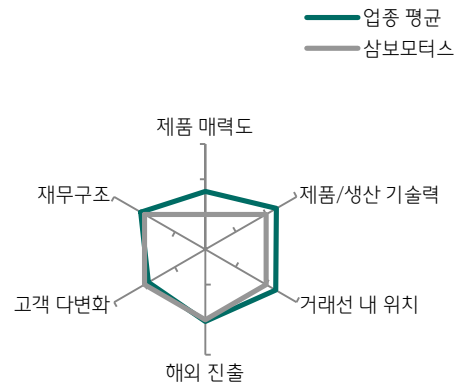 업종 평균
삼보모터스
제품 매력도
재무구조
제품/생산 기술력
고객 다변화
거래선 내 위치
해외 진출